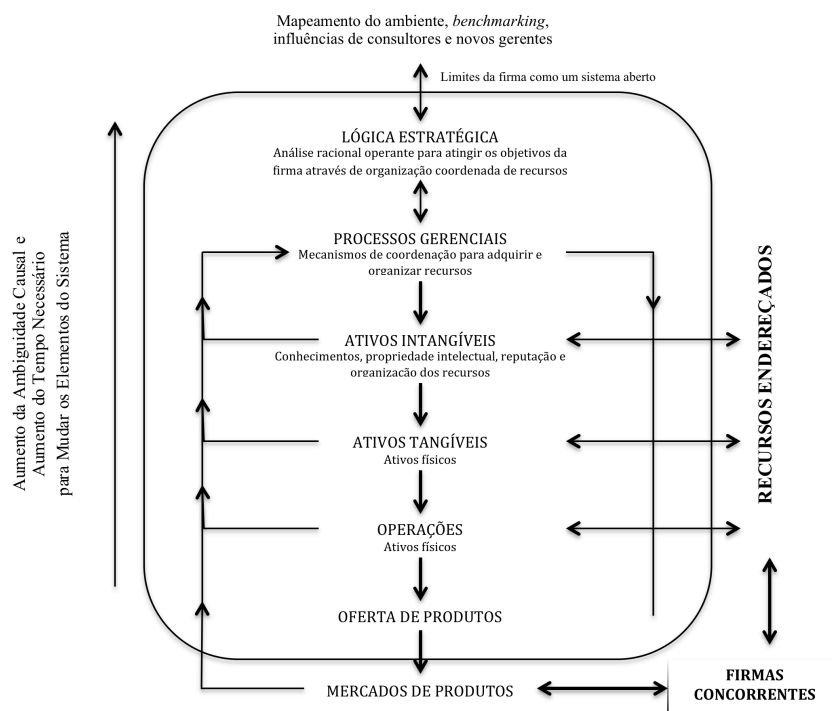 Mapeamento do ambiente, benchmarking,
influências de consultores e novos gerentes
Limites da firma como um sistema aberto
LÓGICA ESTRATÉGICA
Análise racional operante para atingir os objetivos da
firma através de organização coordenada de recursos
PROCESSOS GERENCIAIS
Mecanismos de coordenação para adquirir e
organizar recursos
ATIVOS INTANGÍVEIS
Conhecimentos, propriedade intelectual, reputação e
organização dos recursos
ATIVOS TANGÍVEIS
Ativos físicos
OPERAÇÕES
Ativos físicos
OFERTA DE PRODUTOS
MERCADOS DE PRODUTOS
Aumento da Ambiguidade Causal e
Aumento do Tempo Necessário
para Mudar os Elementos do Sistema
RECURSOS ENDEREÇADOS
FIRMAS
CONCORRENTES